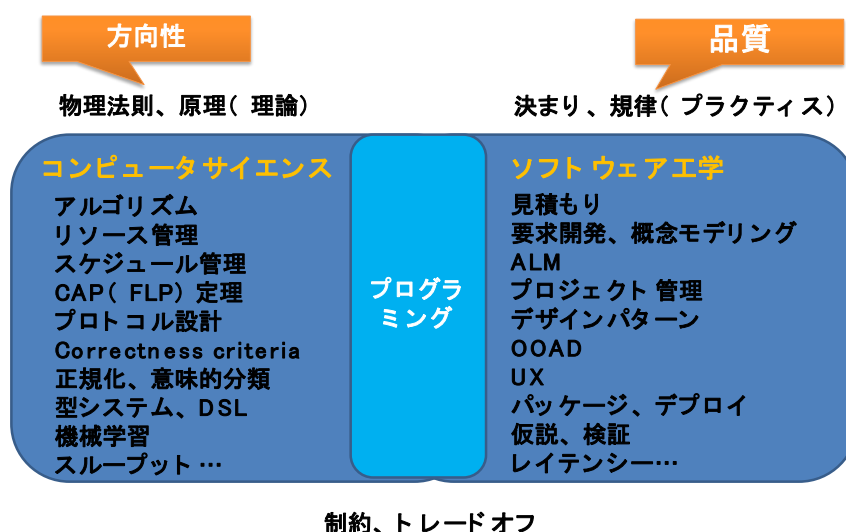 方向性
品質
物理法則、原理( 理論)
決まり、規律( プラクティス)
コンピュータサイエンス
アルゴリズム
リソース管理
スケジュール管理
CAP( FLP) 定理
プロトコル設計
Correctness criteria
正規化、意味的分類
型システム、DSL
機械学習
スループット …
プログラ
ミング
ソフトウェア工学
見積もり
要求開発、概念モデリング
ALM
プロジェクト管理
デザインパターン
OOAD
UX
パッケージ、デプロイ
仮説、検証
レイテンシー…
制約、トレードオフ